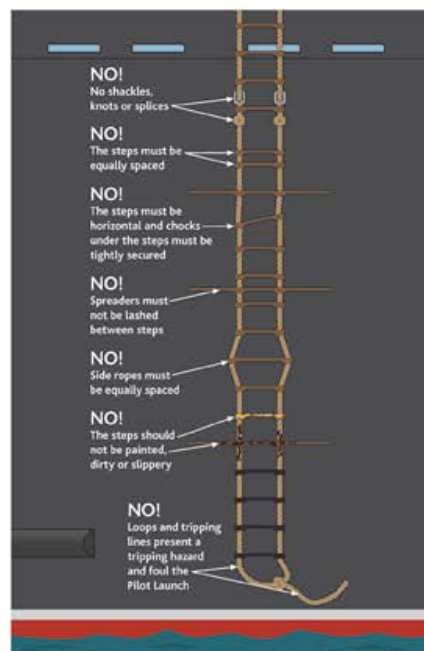 NO!
No shackles,
knots or splices
NO!
The steps must be
equally spaced
NO!
The steps must be
horizontal and chocks
under the steps must be
tightly secured
NO!
Spreaders must
not be lashed
between steps
NO!
Side ropes must
be equally spaced
NO!
The steps should
not be painted,
dirty or slippery
NO!
Loops and tripping
lines present a
tripping hazard
and foul the
Pilot Launch